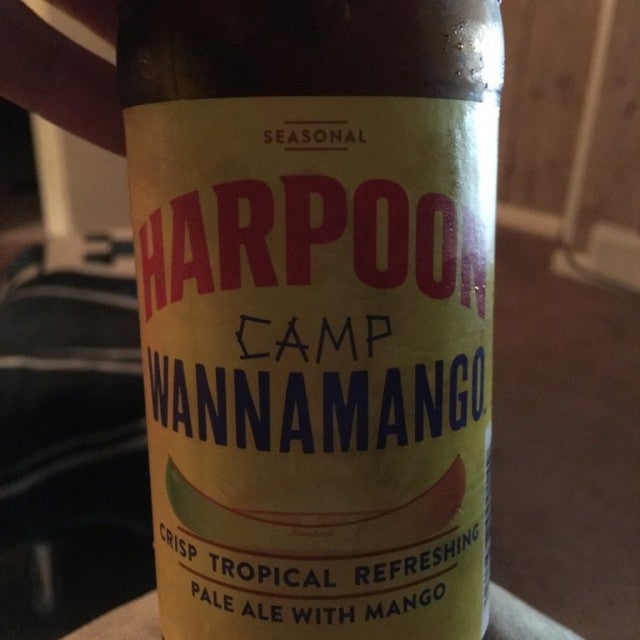 SEASONAL
HARPOON
CAMP
WANNAMANGO
CRISP TROPICAL REFRESHING
PALE ALE WITH MANGO